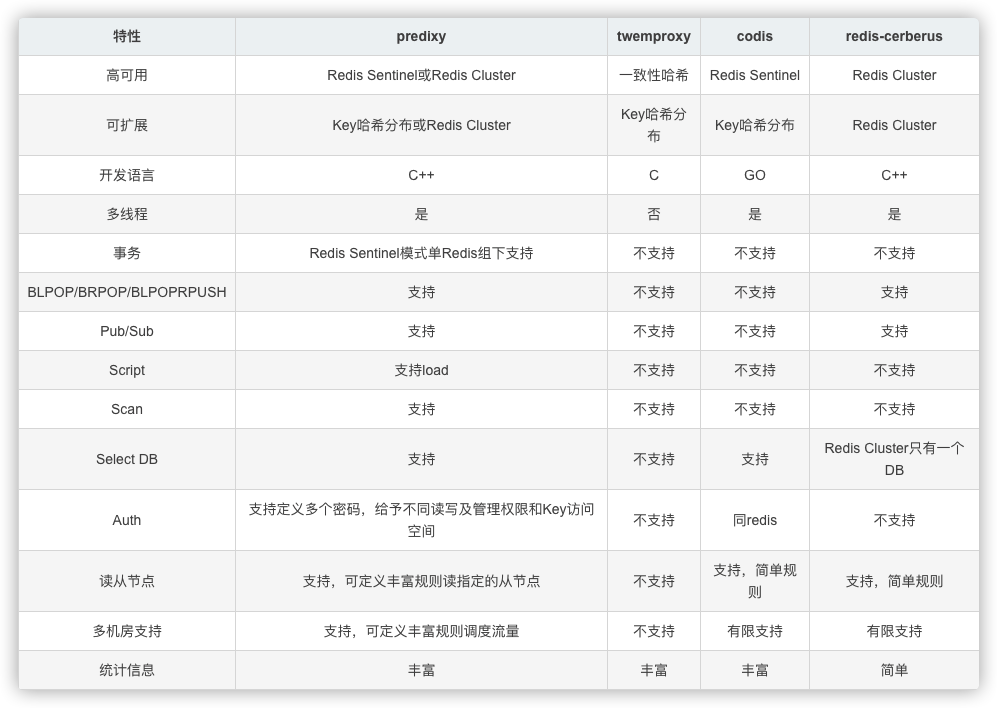 特性 predixy twemproxy codis redis-cerberus
高可用 Redis Sentinel或Redis Cluster 一致性哈希 Redis Sentinel Redis Cluster
可扩展 Key哈希分布或Redis Cluster Key哈希分 Key哈希分布 Redis Cluster
布
开发语言 C++ C GO C++
多线程 是 否 是 是
事务 Redis Sentinel模式单Redis组下支持 不支持 不支持 不支持
BLPOP/BRPOP/BLPOPRPUSH 支持 不支持 不支持 支持
Pub/Sub 支持 不支持 不支持 支持
Script 支持load 不支持 不支持 不支持
Scan 支持 不支持 不支持 不支持
Select DB 支持 不支持 支持 Redis Cluster只有一个
DB
Auth 支持定义多个密码，给予不同读写及管理权限和Key访问 不支持 同redis 不支持
空间
读从节点 支持，可定义丰富规则读指定的从节点 不支持 支持，简单规 支持，简单规则
则
多机房支持 支持，可定义丰富规则调度流量 不支持 有限支持 有限支持
统计信息 丰富 丰富 丰富 简单